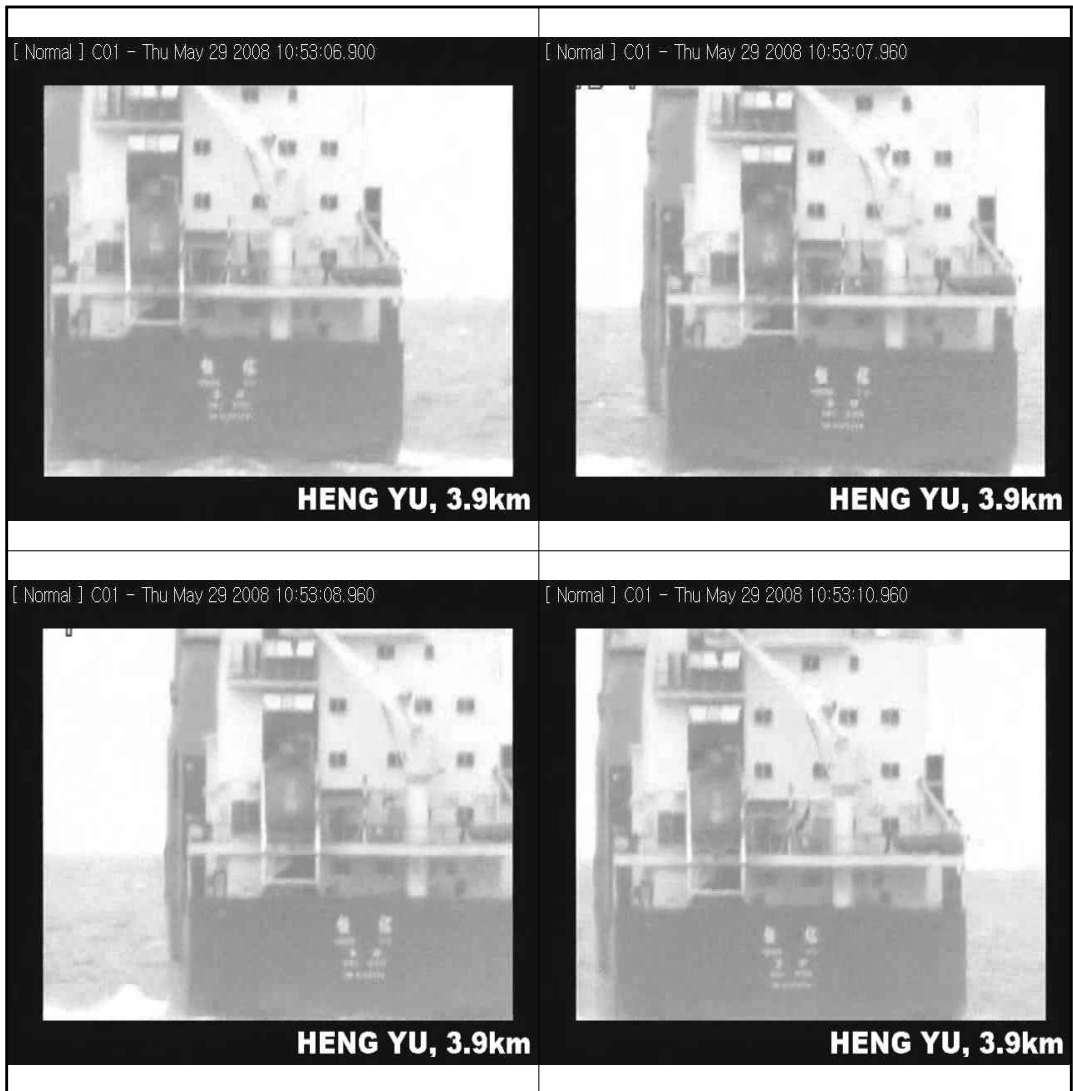 [ Normal ] C01 - Thu May 29 2008 10:53:06.900
HENG YU, 3.9km
[ Normal ] C01 - Thu May 29 2008 10:53:07.960
HENG YU, 3.9km
[ Normal ] C01 - Thu May 29 2008 10:53:08.960
HENG YU, 3.9km
[ Normal ] C01 - Thu May 29 2008 10:53:10.960
HENG YU, 3.9km